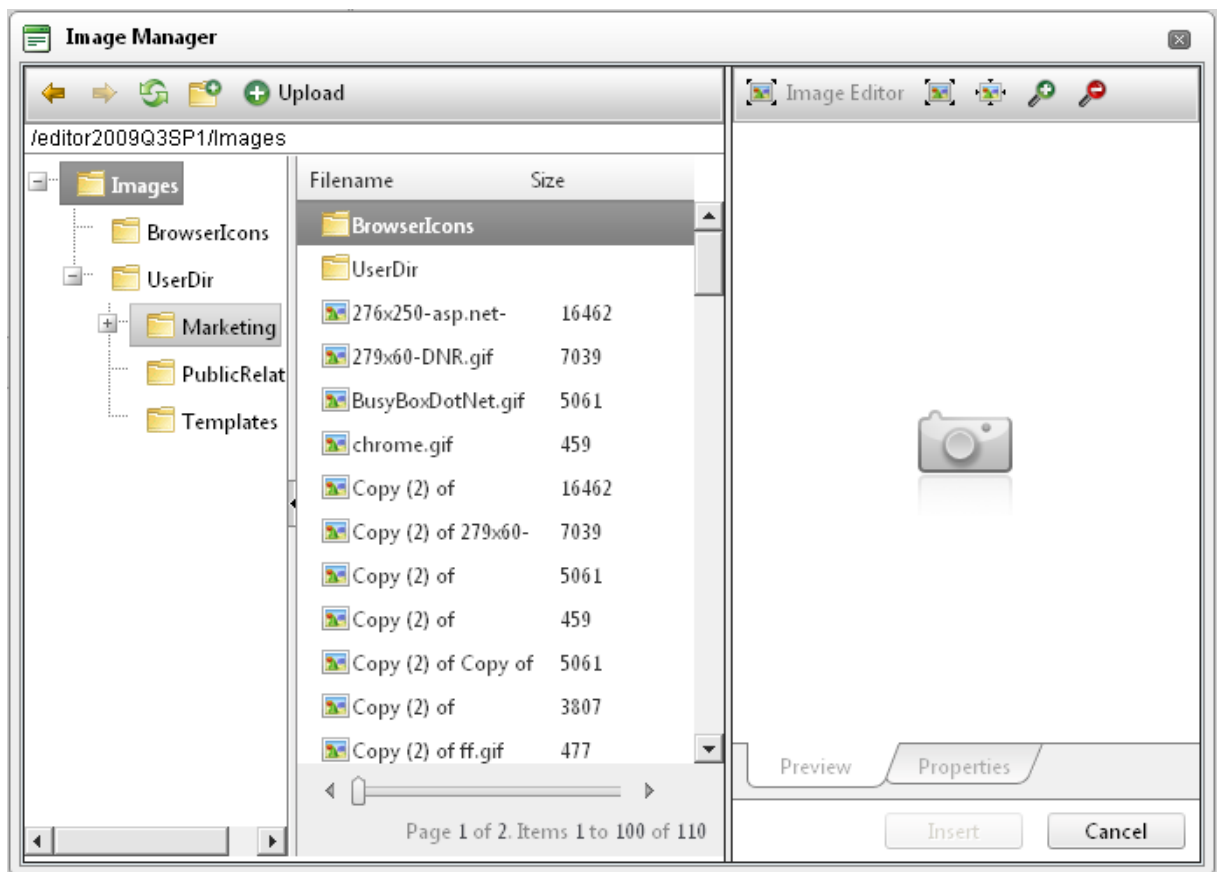 Image Manager
Upload
Image Editor
/editor2009Q3SP1/Images
Images
BrowserIcons
UserDir
Marketing
PublicRelat
Templates
Filename Size
BrowserIcons
UserDir
276x250-asp.net- 16462
279x60-DNR.gif 7039
BusyBoxDotNet.gif 5061
chrome.gif 459
Copy (2) of 16462
Copy (2) of 279x60- 7039
Copy (2) of 5061
Copy (2) of 459
Copy (2) of Copy of 5061
Copy (2) of 3807
Copy (2) of ff.gif 477
Page 1 of 2. Items 1 to 100 of 110
Preview Properties
Insert Cancel